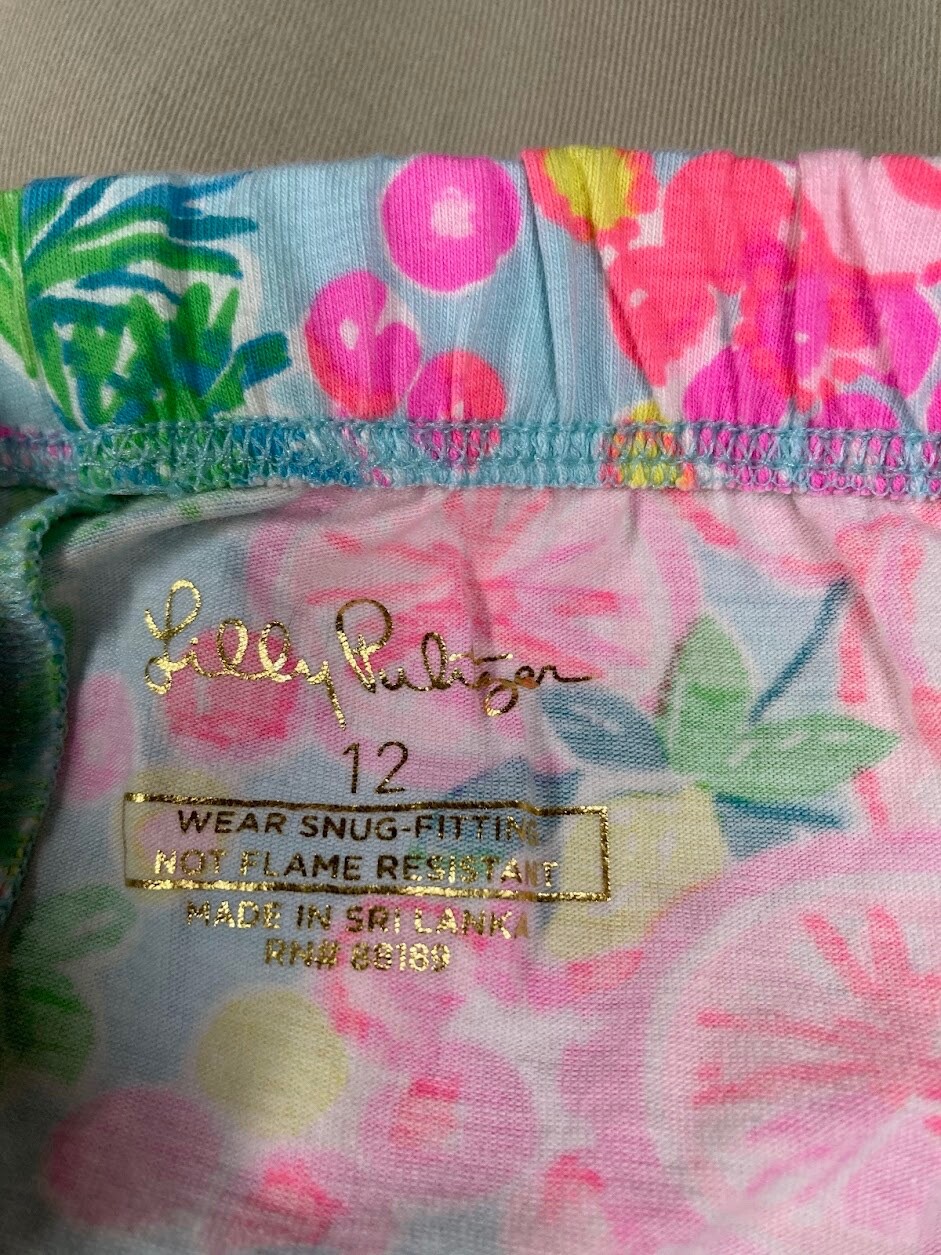 Lilly Pulitzer
12
WEAR SNUG-FITTING
NOT FLAME RESISTANT
MADE IN SRI LANKA
RN# 88189